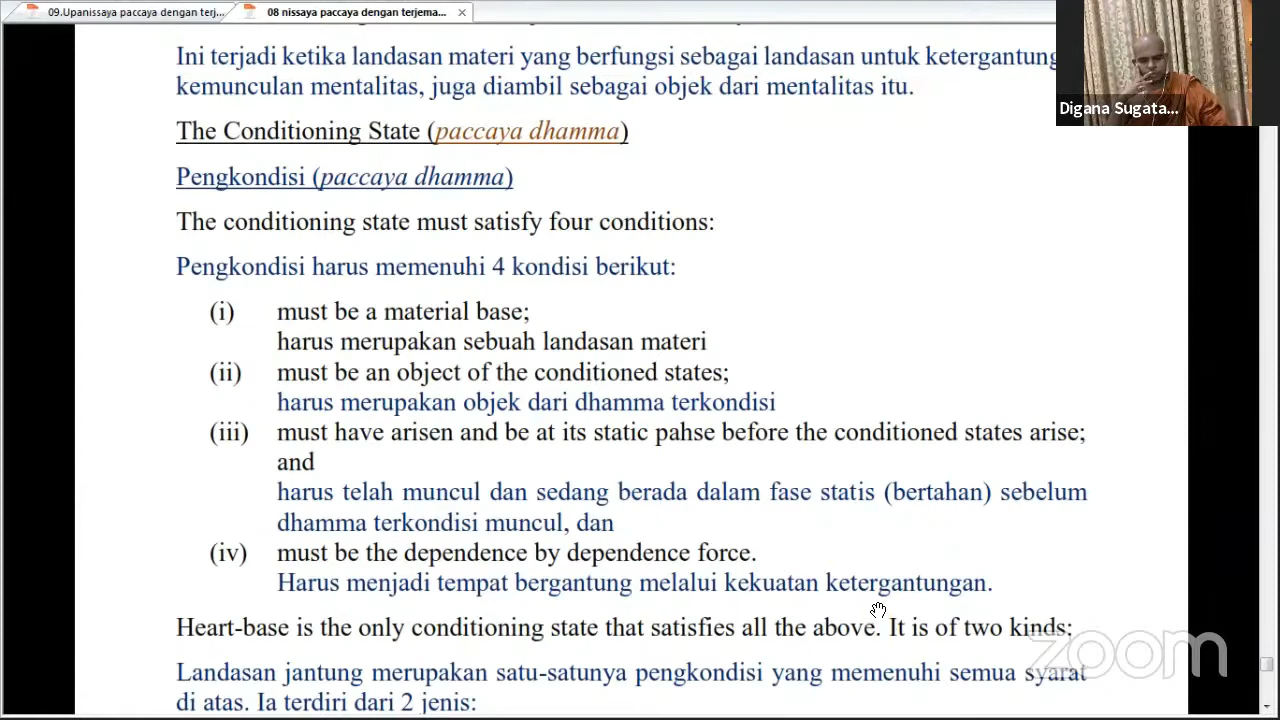 09.Upanissaya paccaya dengan terj...
08 nissaya paccaya dengan terjema...
Ini terjadi ketika landasan materi yang berfungsi sebagai landasan untuk ketergantung
kemunculan mentalitas, juga diambil sebagai objek dari mentalitas itu.
Digana Sugata...
The Conditioning State (paccaya dhamma)
Pengkondisi (paccaya dhamma)
The conditioning state must satisfy four conditions:
Pengkondisi harus memenuhi 4 kondisi berikut:
(i) must be a material base;
harus merupakan sebuah landasan materi
(ii) must be an object of the conditioned states;
harus merupakan objek dari dhamma terkondisi
(iii) must have arisen and be at its static pahse before the conditioned states arise;
and
harus telah muncul dan sedang berada dalam fase statis (bertahan) sebelum
dhamma terkondisi muncul, dan
(iv) must be the dependence by dependence force.
Harus menjadi tempat bergantung melalui kekuatan ketergantungan.
Heart-base is the only conditioning state that satisfies all the above. It is of two kinds:
zoom
Landasan jantung merupakan satu-satunya pengkondisi yang memenuhi semua syarat
di atas. Ia terdiri dari 2 jenis: